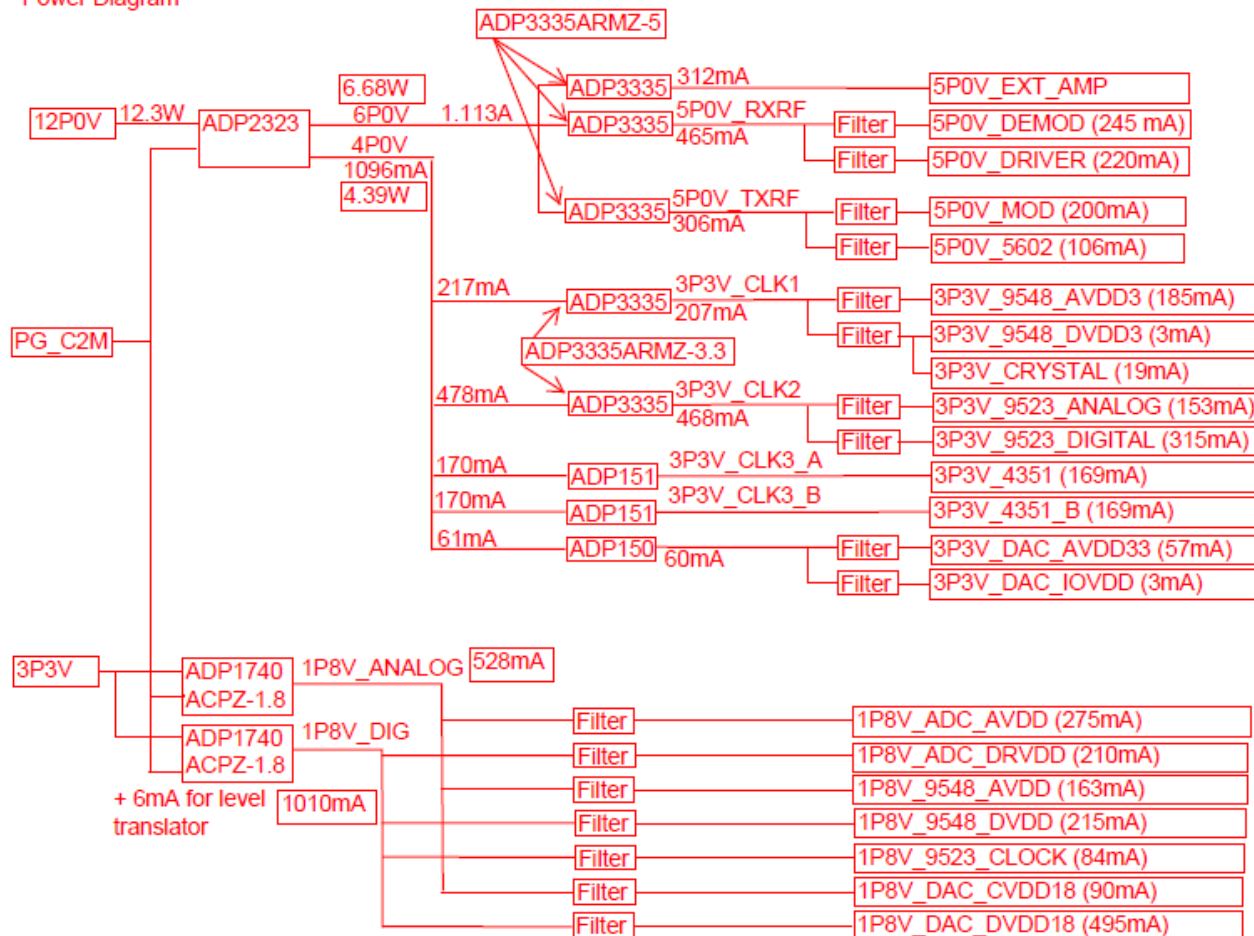 Power Diagram
ADP3335ARMZ-5
6.68W
ADP3335
312mA
5P0V_EXT_AMP
12P0V
12.3W
ADP2323
6P0V
1.113A
ADP3335
5P0V_RXRF
465mA
Filter
5P0V_DEMOD (245 mA)
4P0V
1096mA
4.39W
Filter
5P0V_DRIVER (220mA)
ADP3335
5P0V_TXRF
306mA
Filter
5P0V_MOD (200mA)
Filter
5P0V_5602 (106mA)
217mA
ADP3335
3P3V_CLK1
207mA
Filter
3P3V_9548_AVDD3 (185mA)
PG_C2M
ADP3335ARMZ-3.3
Filter
3P3V_9548_DVDD3 (3mA)
3P3V_CRYSTAL (19mA)
478mA
ADP3335
3P3V_CLK2
468mA
Filter
3P3V_9523_ANALOG (153mA)
Filter
3P3V_9523_DIGITAL (315mA)
170mA
ADP151
3P3V_CLK3_A
3P3V_4351 (169mA)
170mA
ADP151
3P3V_CLK3_B
3P3V_4351_B (169mA)
61mA
ADP150
60mA
Filter
3P3V_DAC_AVDD33 (57mA)
Filter
3P3V_DAC_IOVDD (3mA)
3P3V
ADP1740
ACPZ-1.8
1P8V_ANALOG
528mA
ADP1740
ACPZ-1.8
1P8V_DIG
+ 6mA for level
translator
1010mA
Filter
1P8V_ADC_AVDD (275mA)
Filter
1P8V_ADC_DRVDD (210mA)
Filter
1P8V_9548_AVDD (163mA)
Filter
1P8V_9548_DVDD (215mA)
Filter
1P8V_9523_CLOCK (84mA)
Filter
1P8V_DAC_CVDD18 (90mA)
Filter
1P8V_DAC_DVDD18 (495mA)